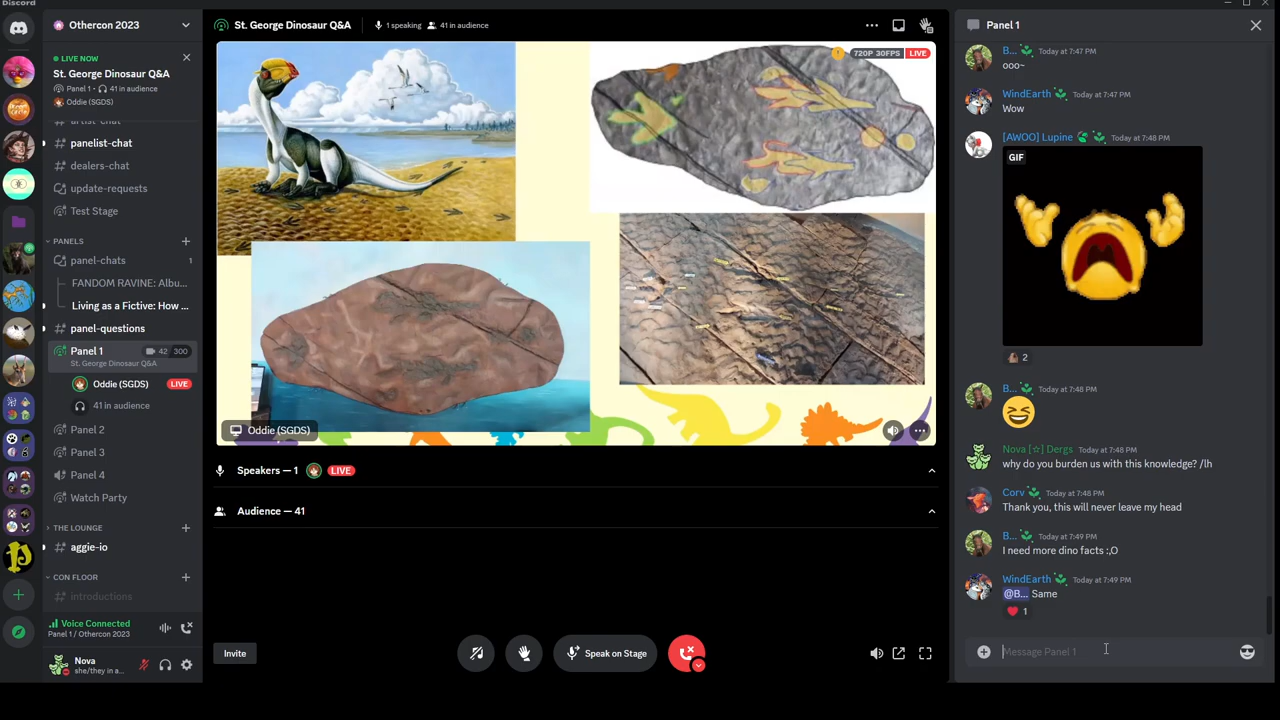 Discord
Othercon 2023
LIVE NOW
St. George Dinosaur Q&A
Panel 1 • 41 in audience
Oddie (SGDS)
artist-chat
panelist-chat
dealers-chat
update-requests
Test Stage
PANELS
panel-chats 1
FANDOM RAVINE: Albu...
Living as a Fictive: How ...
panel-questions
Panel 1 42 300
St. George Dinosaur Q&A
Oddie (SGDS) LIVE
41 in audience
Panel 2
Panel 3
Panel 4
Watch Party
THE LOUNGE
aggie-io
CON FLOOR
introductions
Voice Connected
Panel 1 / Othercon 2023
Nova
she/they in a...
St. George Dinosaur Q&A 1 speaking 41 in audience
720P 30FPS LIVE
Oddie (SGDS)
Speakers — 1 LIVE
Audience — 41
Invite
Speak on Stage
Panel 1
B... Today at 7:47 PM
ooo~
WindEarth Today at 7:47 PM
Wow
[AWOO] Lupine Today at 7:48 PM
GIF
2
B... Today at 7:48 PM
Nova [☆] Dergs Today at 7:48 PM
why do you burden us with this knowledge? /lh
Corv Today at 7:48 PM
Thank you, this will never leave my head
B... Today at 7:49 PM
I need more dino facts :,O
WindEarth Today at 7:49 PM
@B... Same
1
Message Panel 1